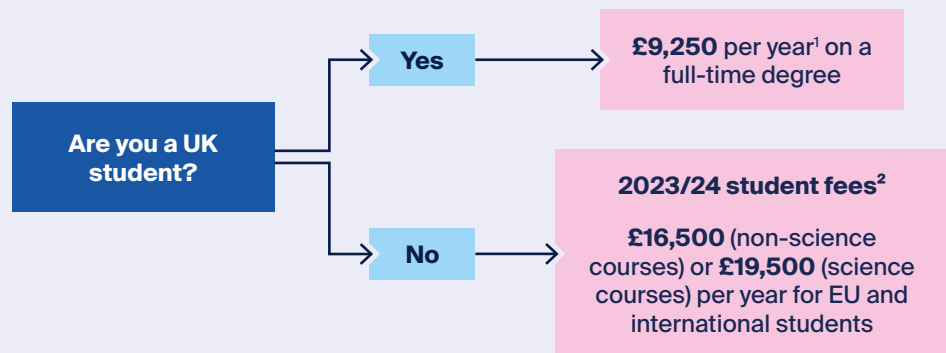 Are you a UK
student?
Yes
£9,250 per year¹ on a
full-time degree
No
2023/24 student fees²
£16,500 (non-science
courses) or £19,500 (science
courses) per year for EU and
international students